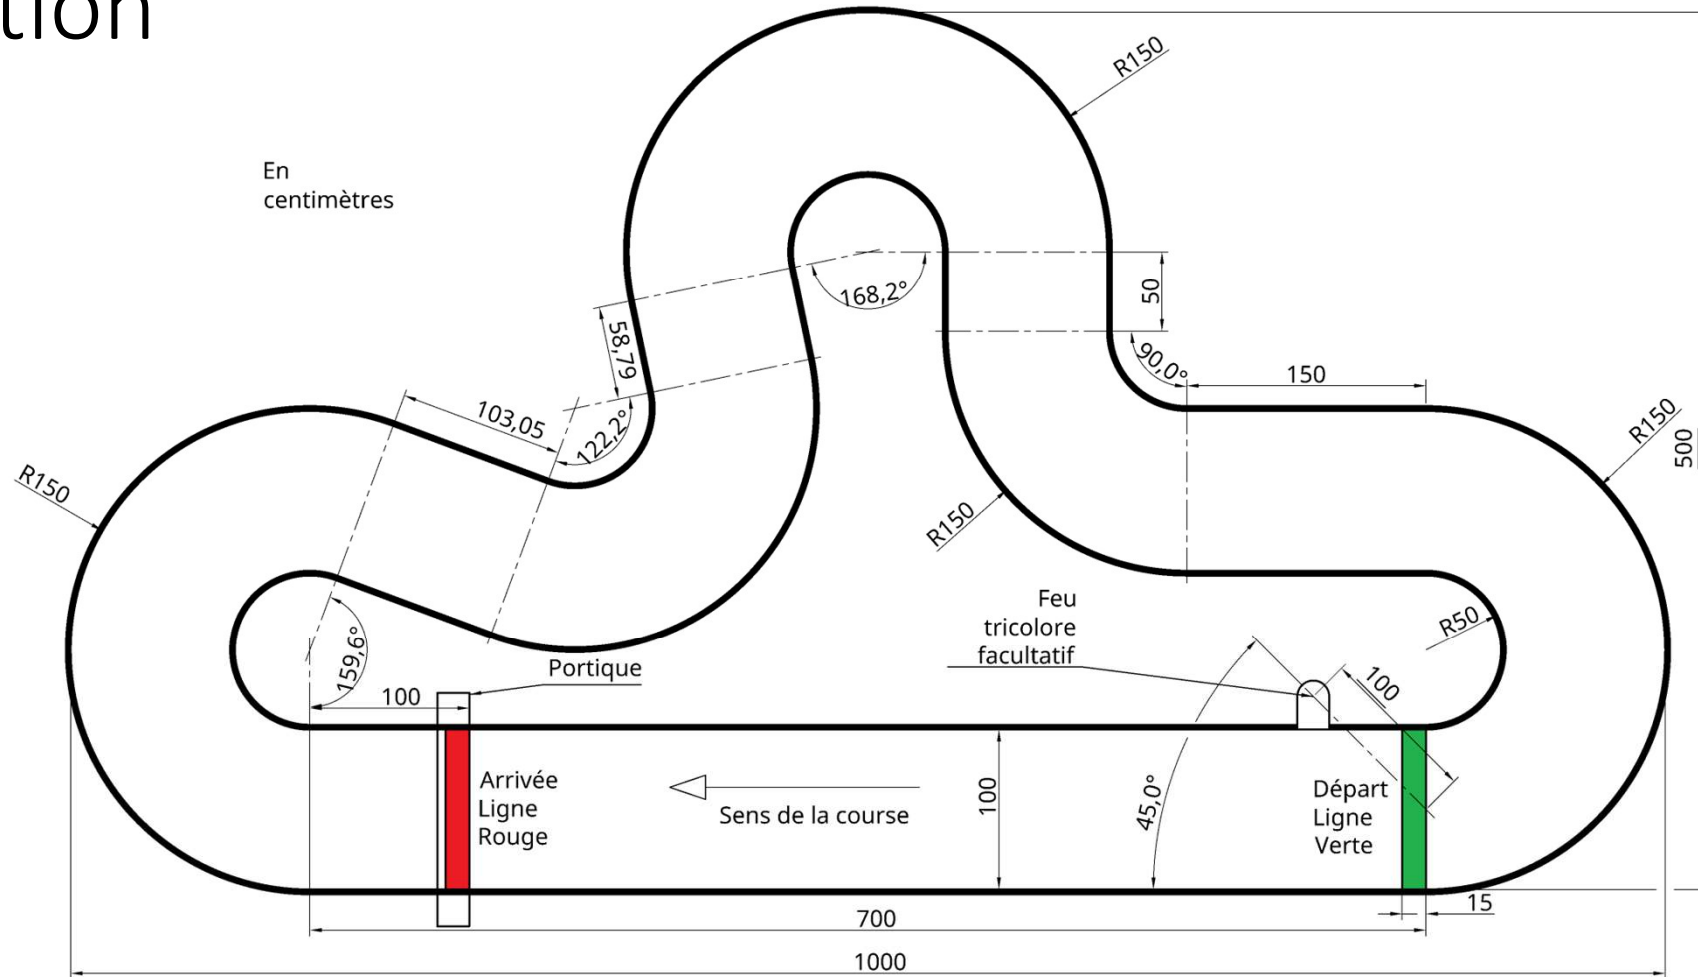 tion
R150
En
centimètres
50
168,2°
58,79
90,0°
150
103,05
122,2°
R150
500
R150
R150
Feu
tricolore
facultatif
R50
159,6°
Portique
100
100
Arrivée
Ligne
Rouge
100
Sens de la course
45,0°
Départ
Ligne
Verte
15
700
1000